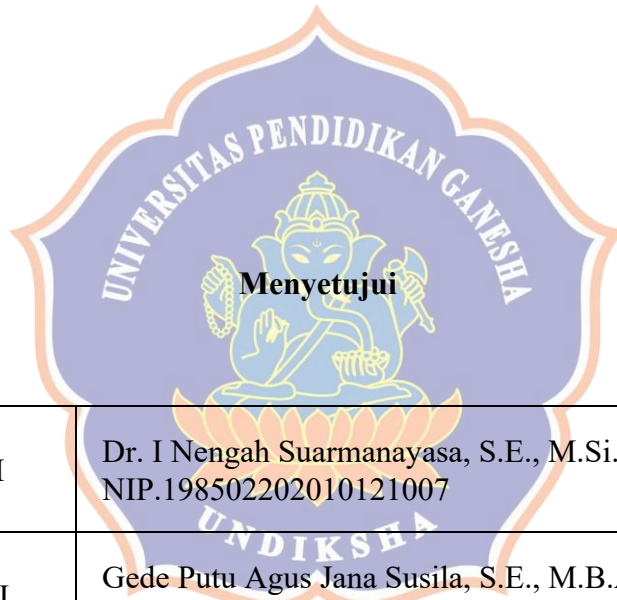 UNIVERSITAS PENDIDIKAN GANESHA
Menyetujui
I
Dr. I Nengah Suarmanayasa, S.E., M.Si.
NIP.198502202010121007
UNDIKSHA
I
Gede Putu Agus Jana Susila, S.E., M.B.A